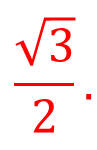 √3/2 .